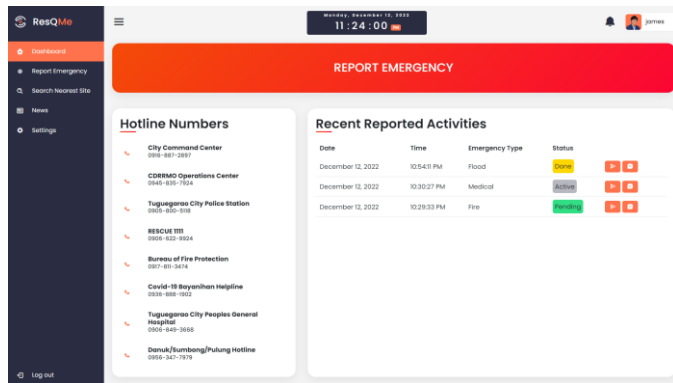 ResQMe
Monday, December 12, 2022
11:24:00 PM
james
Dashboard
Report Emergency
Search Nearest Site
News
Settings
Log out
REPORT EMERGENCY
Hotline Numbers
City Command Center
0916-887-2897
CDRRMO Operations Center
0945-835-7924
Tuguegarao City Police Station
0905-800-5118
RESCUE 1111
0906-622-9924
Bureau of Fire Protection
0917-811-3474
Covid-19 Bayanihan Helpline
0936-888-1902
Tuguegarao City Peoples General
Hospital
0906-849-3668
Danuk/Sumbong/Pulung Hotline
0956-347-7979
Recent Reported Activities
Date Time Emergency Type Status
December 12, 2022 10:54:11 PM Flood Done
December 12, 2022 10:30:27 PM Medical Active
December 12, 2022 10:29:33 PM Fire Pending